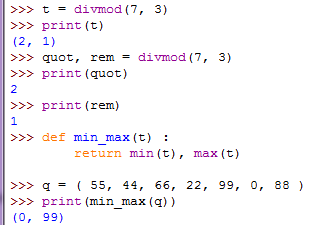 >>> t = divmod(7, 3)
>>> print(t)
(2, 1)
>>> quot, rem = divmod(7, 3)
>>> print(quot)
2
>>> print(rem)
1
>>> def min_max(t) :
        return min(t), max(t)

>>> q = ( 55, 44, 66, 22, 99, 0, 88 )
>>> print(min_max(q))
(0, 99)